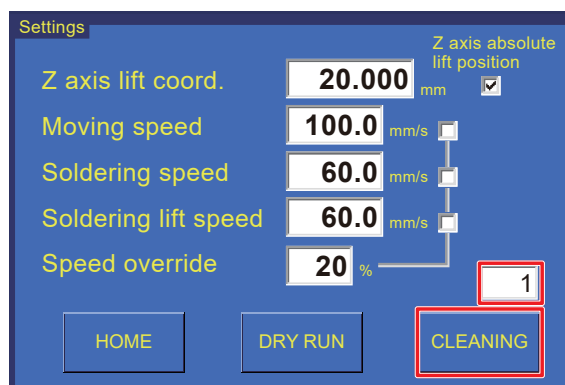 Settings
Z axis absolute
lift position
Z axis lift coord. 20.000 mm
Moving speed 100.0 mm/s
Soldering speed 60.0 mm/s
Soldering lift speed 60.0 mm/s
Speed override 20 %
1
HOME DRY RUN CLEANING